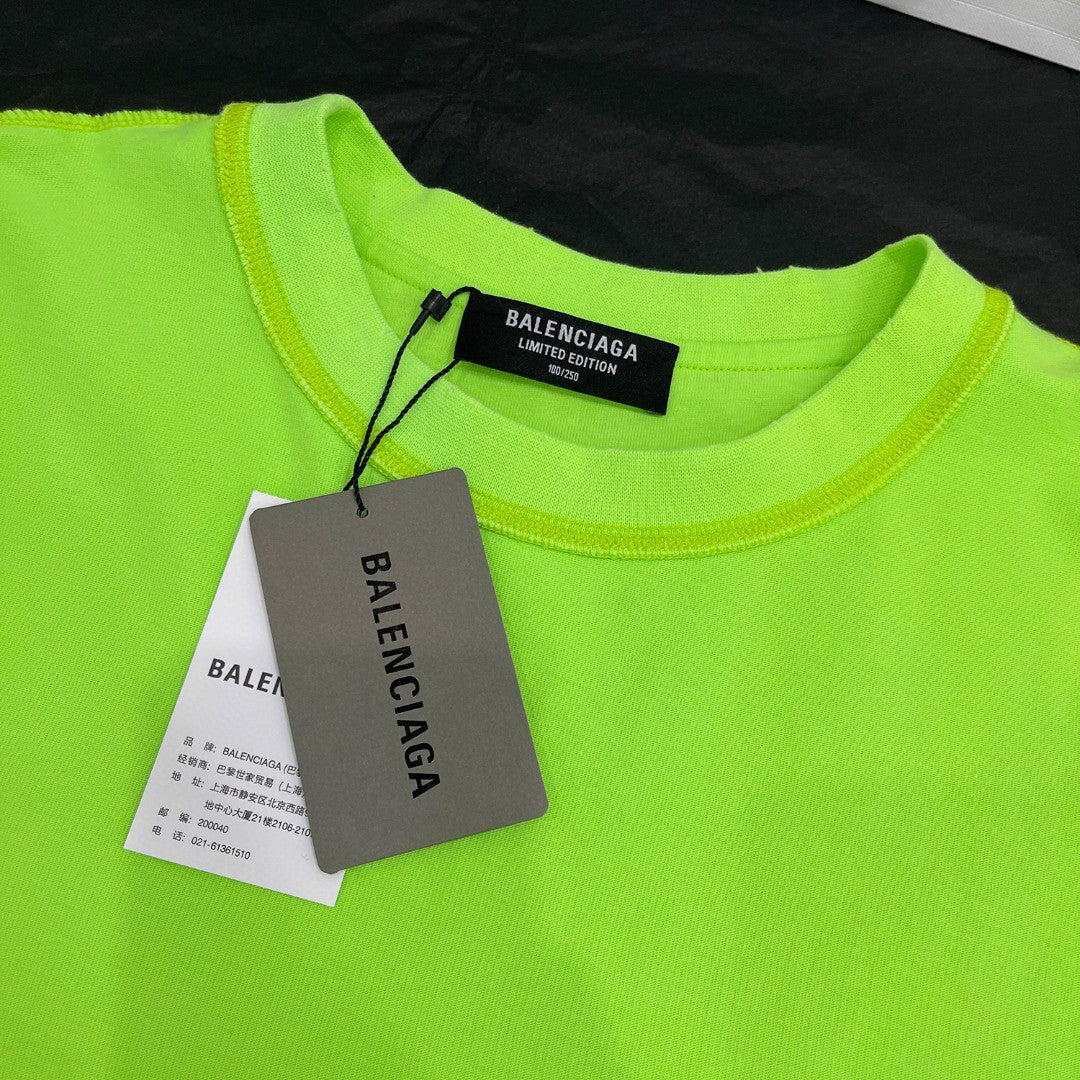 BALENCIAGA
LIMITED EDITION
100/250
BALENCIAGA
BALEN
品 牌: BALENCIAGA (巴
经销商: 巴黎世家贸易 (上海
地 址: 上海市静安区北京西路
地中心大厦21楼2106-210
邮 编: 200040
电 话: 021-61361510